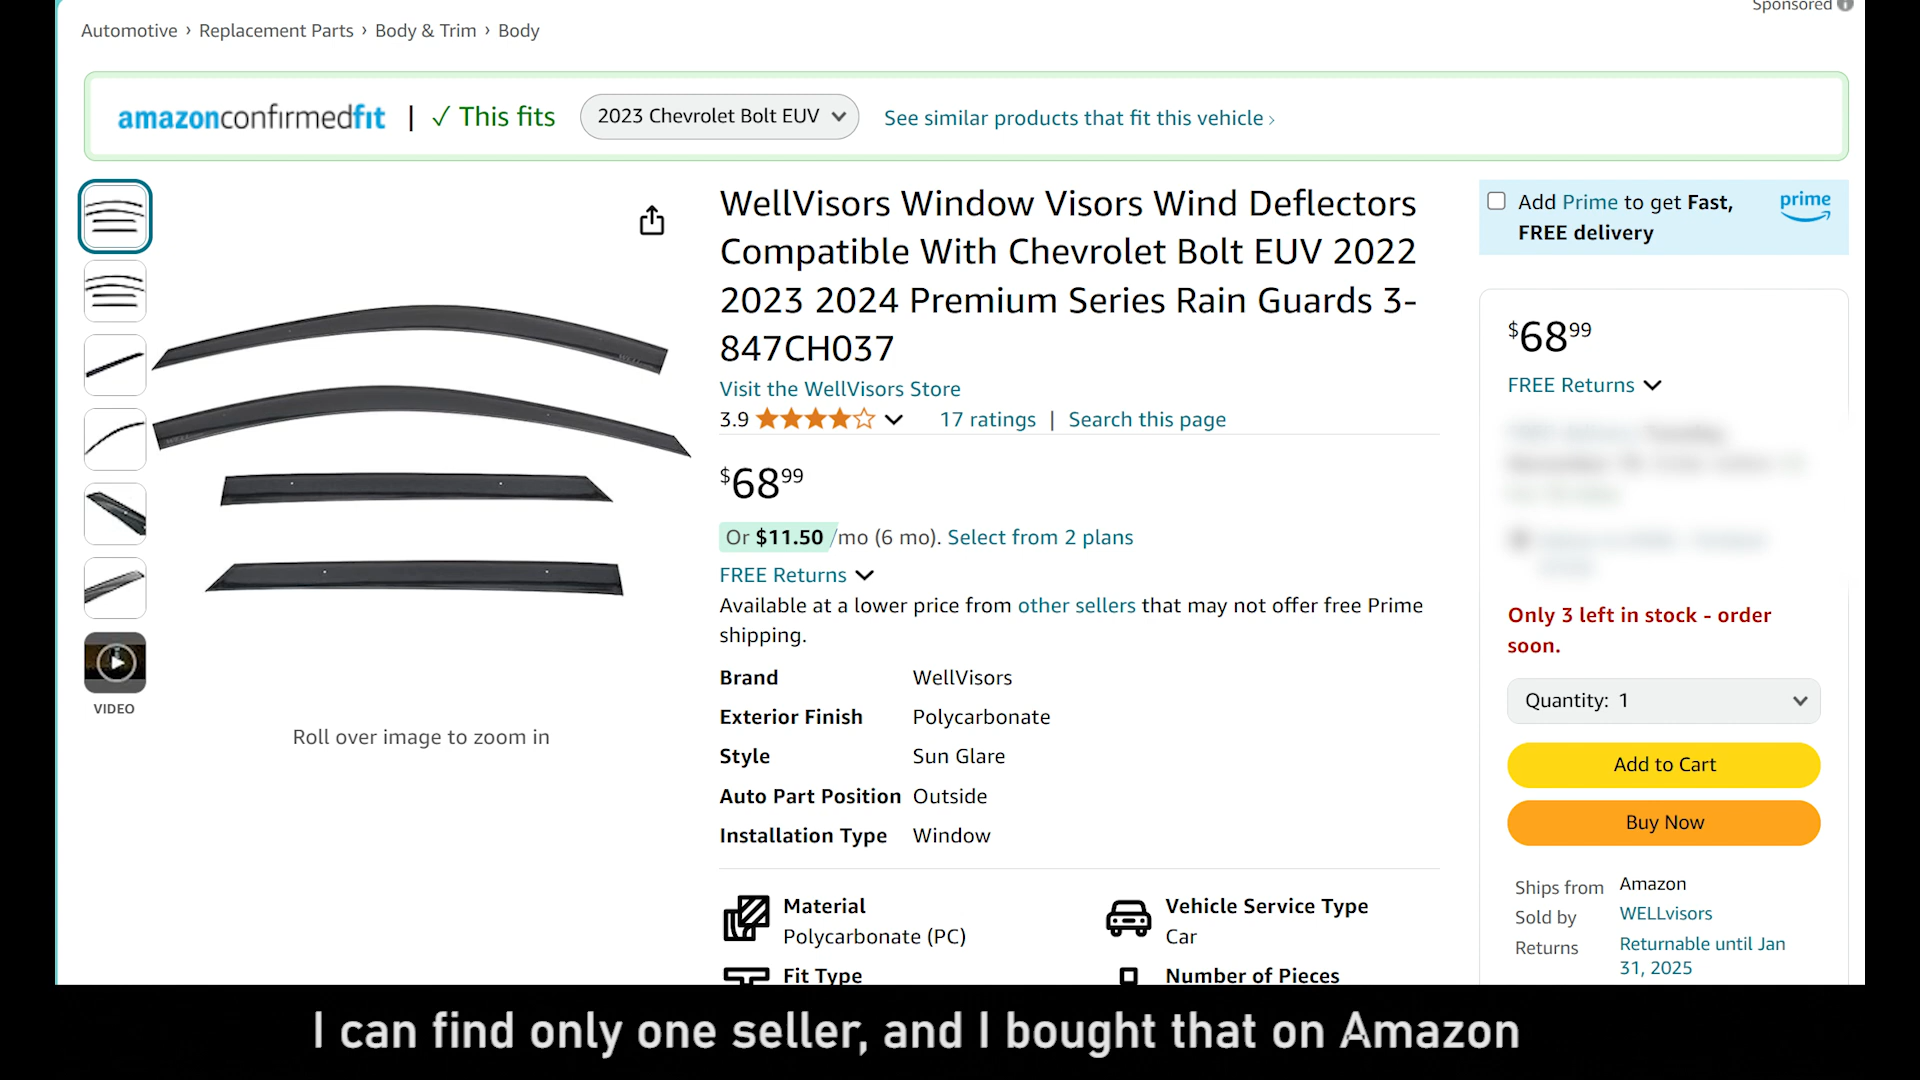 Sponsored
Automotive › Replacement Parts › Body & Trim › Body
amazonconfirmedfit | ✓ This fits 2023 Chevrolet Bolt EUV See similar products that fit this vehicle ›
WellVisors Window Visors Wind Deflectors
Compatible With Chevrolet Bolt EUV 2022
2023 2024 Premium Series Rain Guards 3-
847CH037
Visit the WellVisors Store
3.9 17 ratings | Search this page
$68 99
Or $11.50 /mo (6 mo). Select from 2 plans
FREE Returns
Available at a lower price from other sellers that may not offer free Prime
shipping.
Brand WellVisors
Exterior Finish Polycarbonate
Style Sun Glare
Auto Part Position Outside
Installation Type Window
Material
Polycarbonate (PC)
Vehicle Service Type
Car
Fit Type
Number of Pieces
VIDEO
Roll over image to zoom in
Add Prime to get Fast,
FREE delivery
prime
$68 99
FREE Returns
Only 3 left in stock - order
soon.
Quantity: 1
Add to Cart
Buy Now
Ships from Amazon
Sold by WELLvisors
Returns Returnable until Jan
31, 2025
I can find only one seller, and I bought that on Amazon